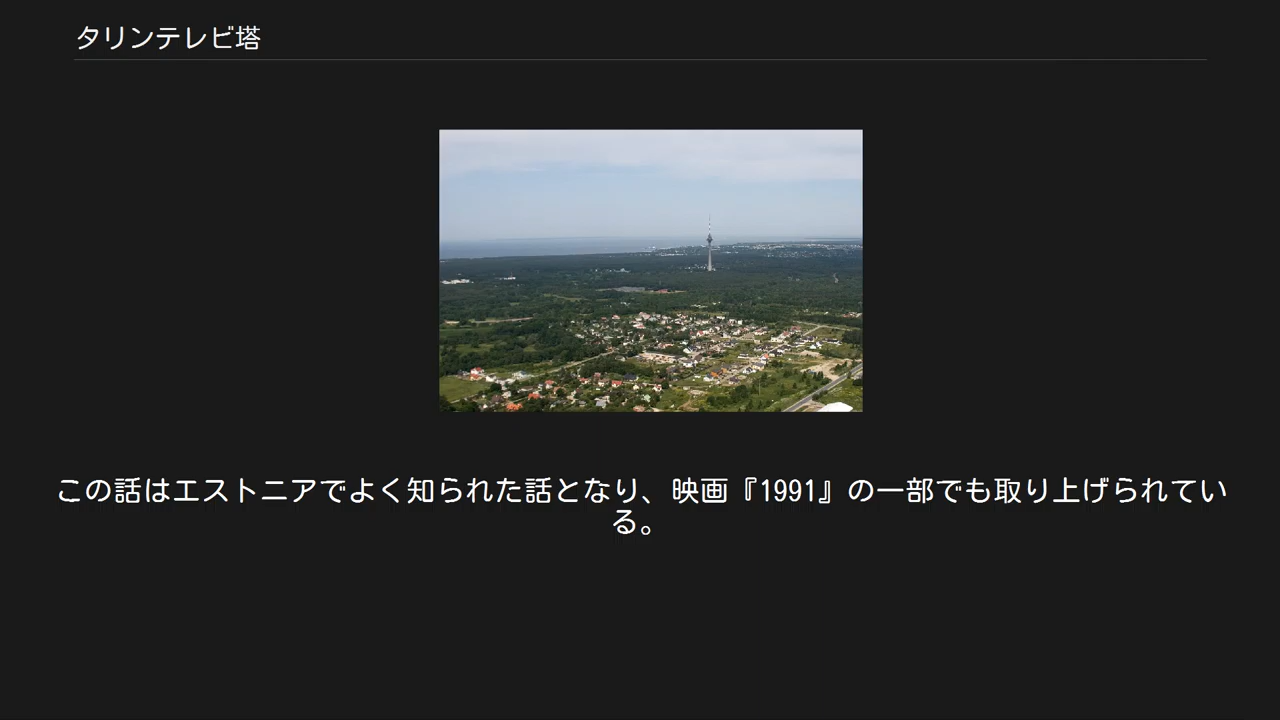 タリンテレビ塔
この話はエストニアでよく知られた話となり、映画『1991』の一部でも取り上げられてい
る。